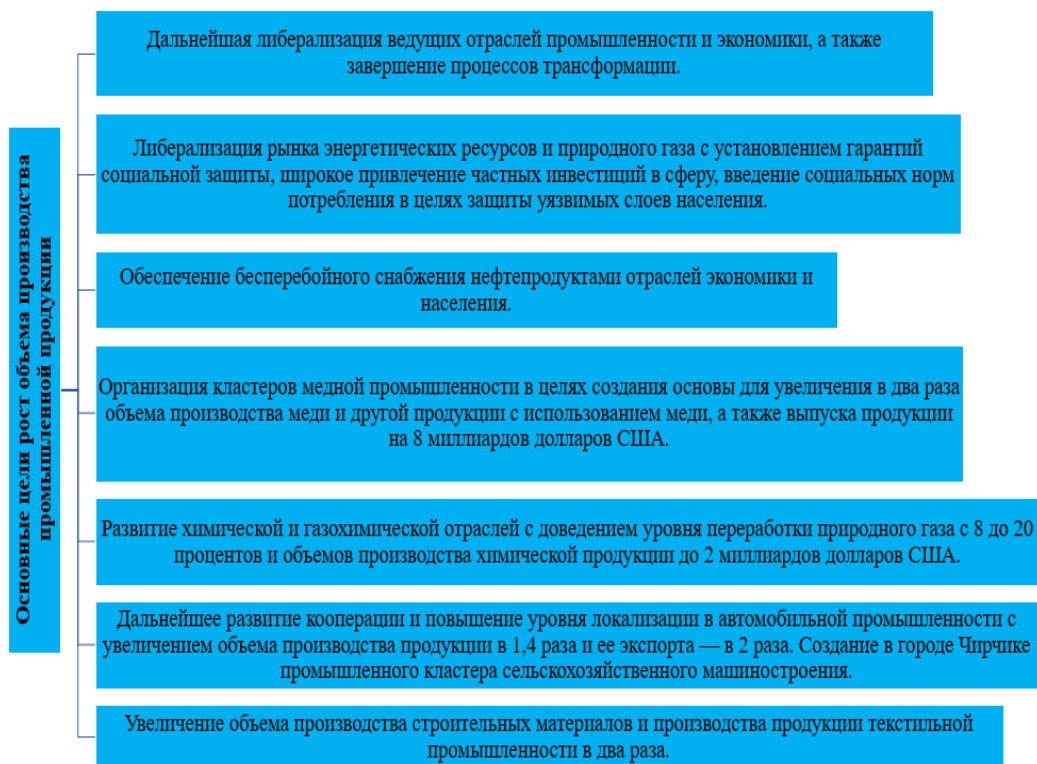 Основные цели рост объема производства
промышленной продукции
Дальнейшая либерализация ведущих отраслей промышленности и экономики, а также
завершение процессов трансформации.
Либерализация рынка энергетических ресурсов и природного газа с установлением гарантий
социальной защиты, широкое привлечение частных инвестиций в сферу, введение социальных норм
потребления в целях защиты уязвимых слоев населения.
Обеспечение бесперебойного снабжения нефтепродуктами отраслей экономики и
населения.
Организация кластеров медной промышленности в целях создания основы для увеличения в два раза
объема производства меди и другой продукции с использованием меди, а также выпуска продукции
на 8 миллиардов долларов США.
Развитие химической и газохимической отраслей с доведением уровня переработки природного газа с 8 до 20
процентов и объемов производства химической продукции до 2 миллиардов долларов США.
Дальнейшее развитие кооперации и повышение уровня локализации в автомобильной промышленности с
увеличением объема производства продукции в 1,4 раза и ее экспорта — в 2 раза. Создание в городе Чирчике
промышленного кластера сельскохозяйственного машиностроения.
Увеличение объема производства строительных материалов и производства продукции текстильной
промышленности в два раза.